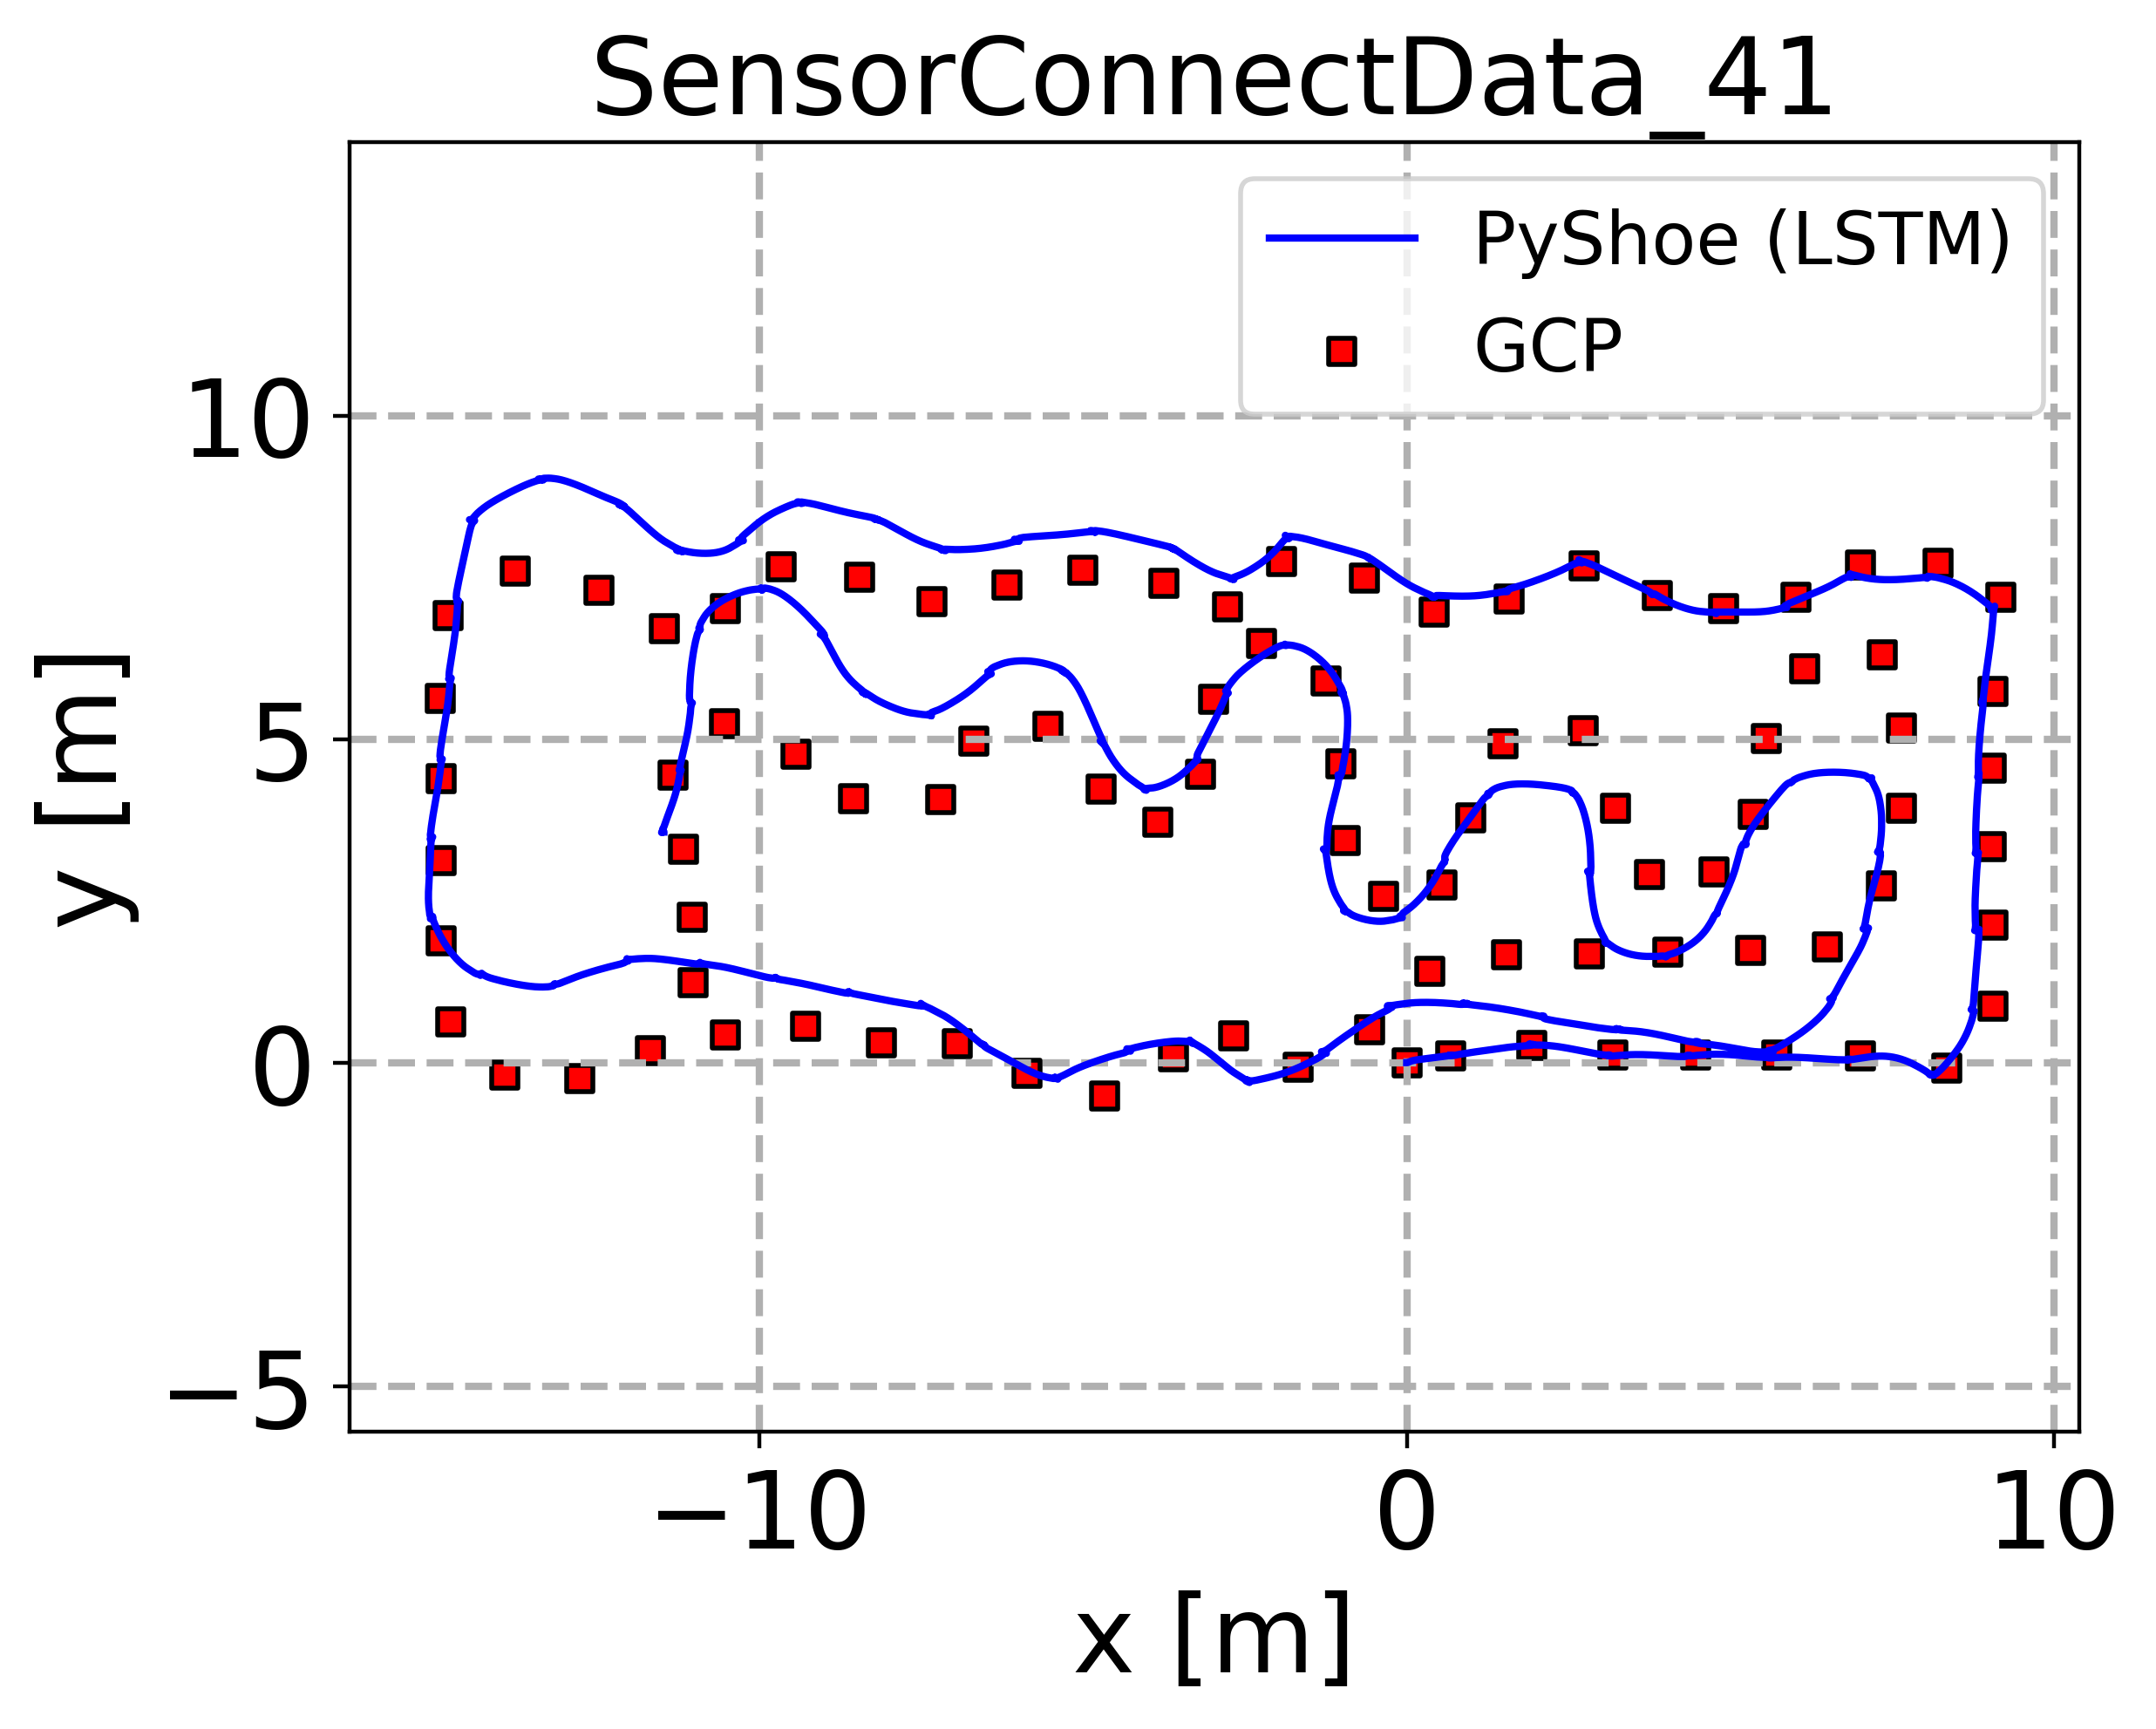 SensorConnectData_41
PyShoe (LSTM)
GCP
10
5
0
−5
y [m]
−10
0
10
x [m]